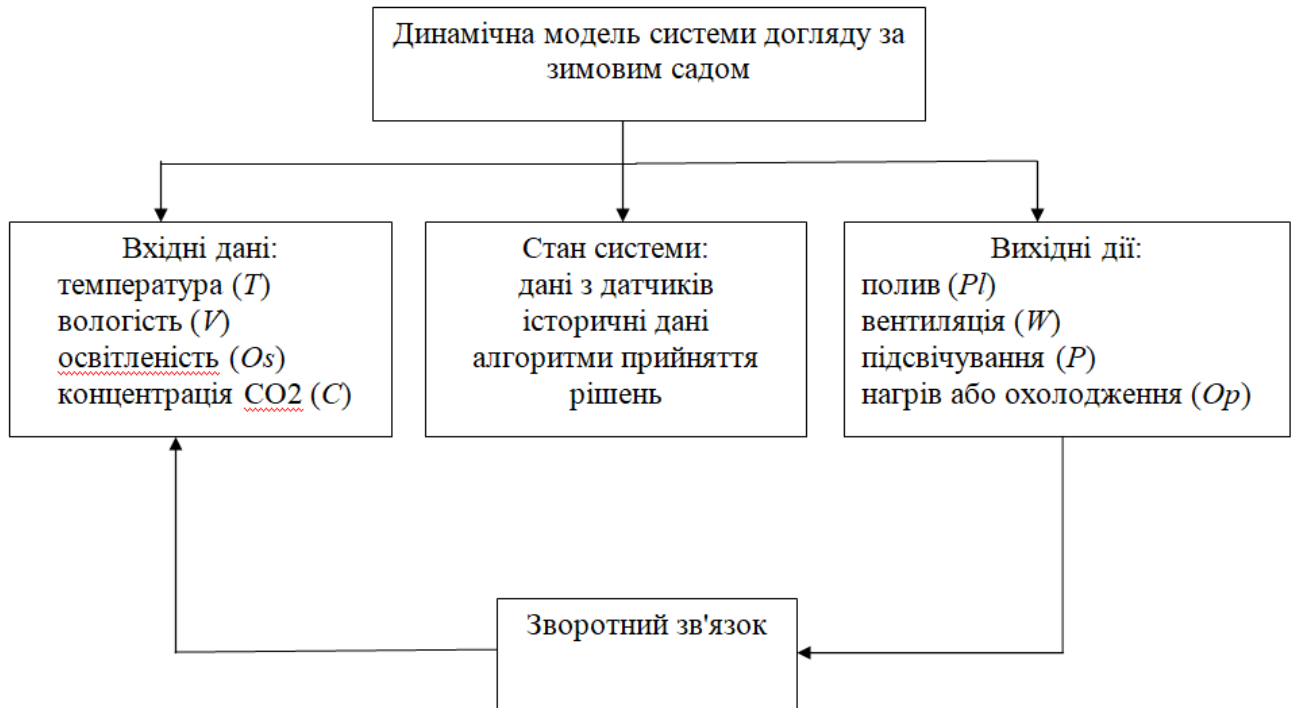 Динамічна модель системи догляду за
зимовим садом
Вхідні дані:
температура (T)
вологість (V)
освітленість (Os)
концентрація CO2 (C)
Стан системи:
дані з датчиків
історичні дані
алгоритми прийняття
рішень
Вихідні дії:
полив (Pl)
вентиляція (W)
підсвічування (P)
нагрів або охолодження (Op)
Зворотний зв'язок